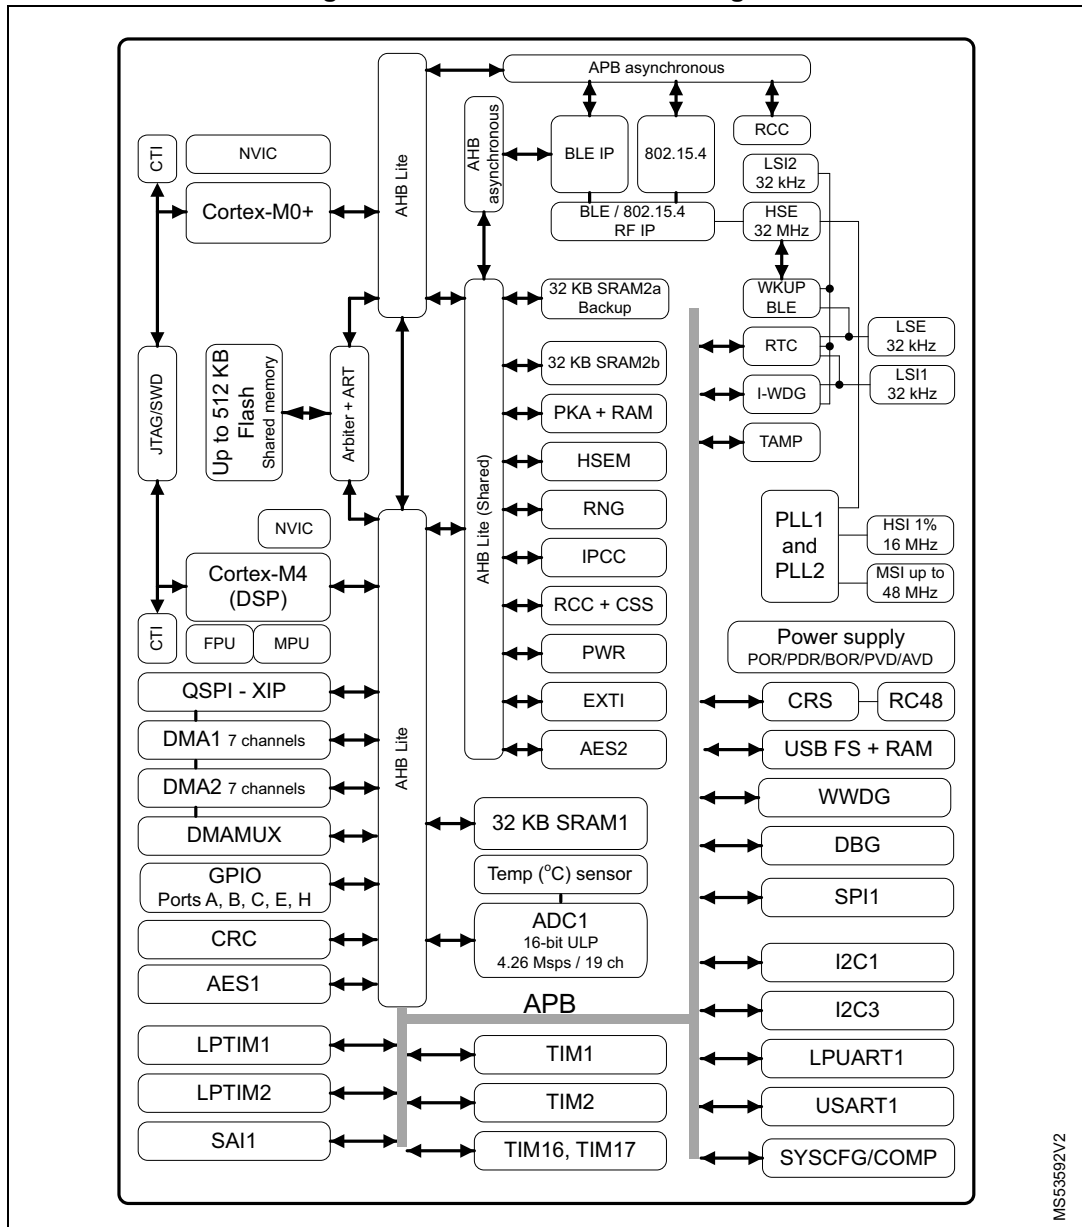 APB asynchronous
AHB Lite
AHB
asynchronous
BLE IP
802.15.4
RCC
CTI
NVIC
Cortex-M0+
LSI2
32 kHz
BLE / 802.15.4
RF IP
HSE
32 MHz
32 KB SRAM2a
Backup
WKUP
BLE
JTAG/SWD
Up to 512 KB
Flash
Shared memory
Arbiter + ART
AHB Lite (Shared)
32 KB SRAM2b
RTC
LSE
32 kHz
PKA + RAM
I-WDG
LSI1
32 kHz
HSEM
TAMP
RNG
PLL1
and
PLL2
HSI 1%
16 MHz
MSI up to
48 MHz
NVIC
IPCC
Cortex-M4
(DSP)
RCC + CSS
CTI
FPU
MPU
PWR
Power supply
POR/PDR/BOR/PVD/AVD
QSPI - XIP
EXTI
CRS
RC48
DMA1 7 channels
AHB Lite
AES2
USB FS + RAM
DMA2 7 channels
WWDG
DMAMUX
32 KB SRAM1
DBG
GPIO
Ports A, B, C, E, H
Temp (°C) sensor
SPI1
CRC
ADC1
16-bit ULP
4.26 Msps / 19 ch
I2C1
AES1
APB
I2C3
LPTIM1
TIM1
LPUART1
LPTIM2
TIM2
USART1
SAI1
TIM16, TIM17
SYSCFG/COMP
MS53592V2